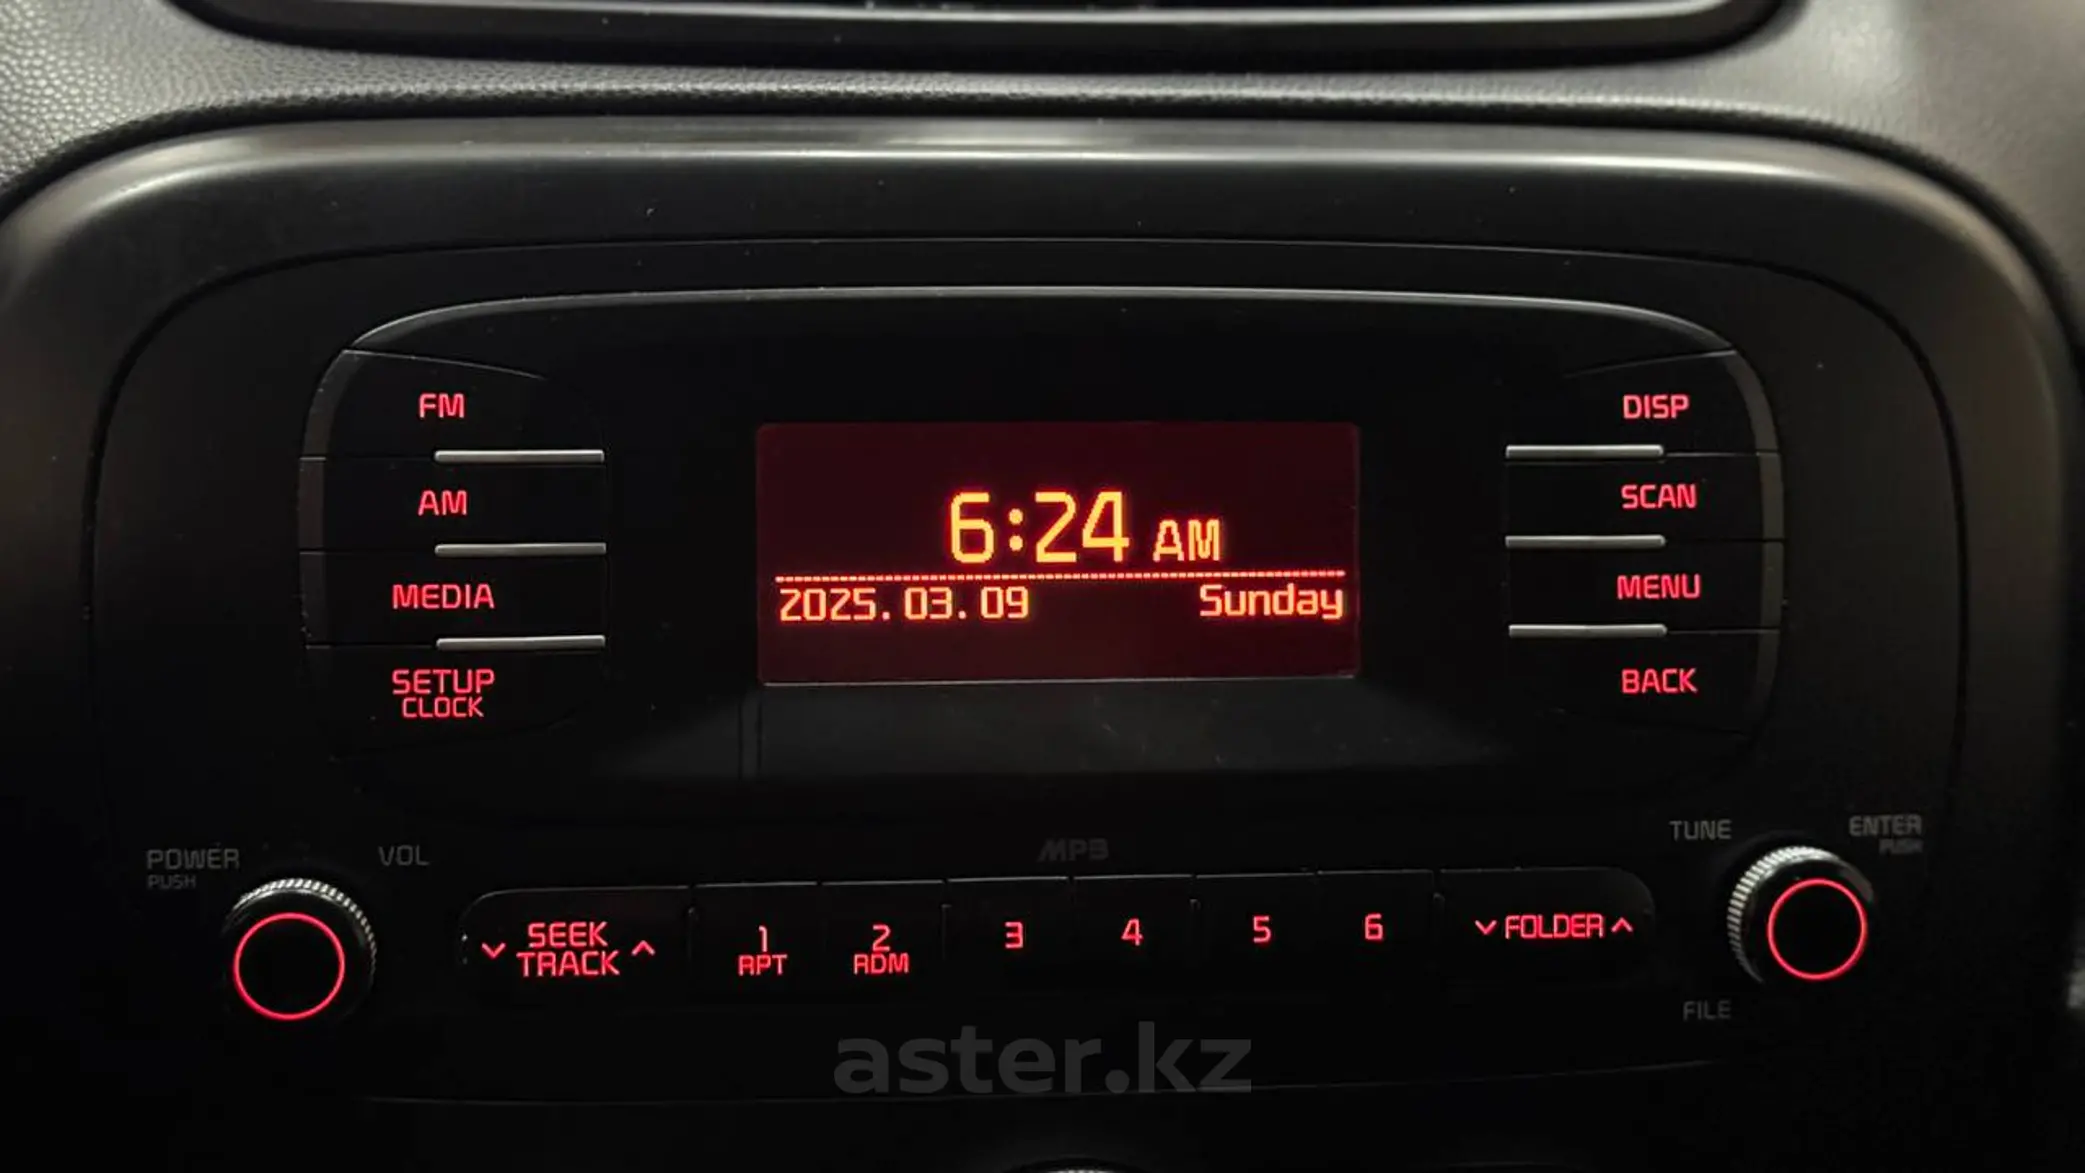 FM
AM
MEDIA
SETUP
CLOCK
6:24 AM
2025.03.09 Sunday
DISP
SCAN
MENU
BACK
POWER
PUSH
VOL
MP3
TUNE
ENTER
PUSH
SEEK
TRACK
1
RPT
2
RDM
3
4
5
6
FOLDER
FILE
aster.kz